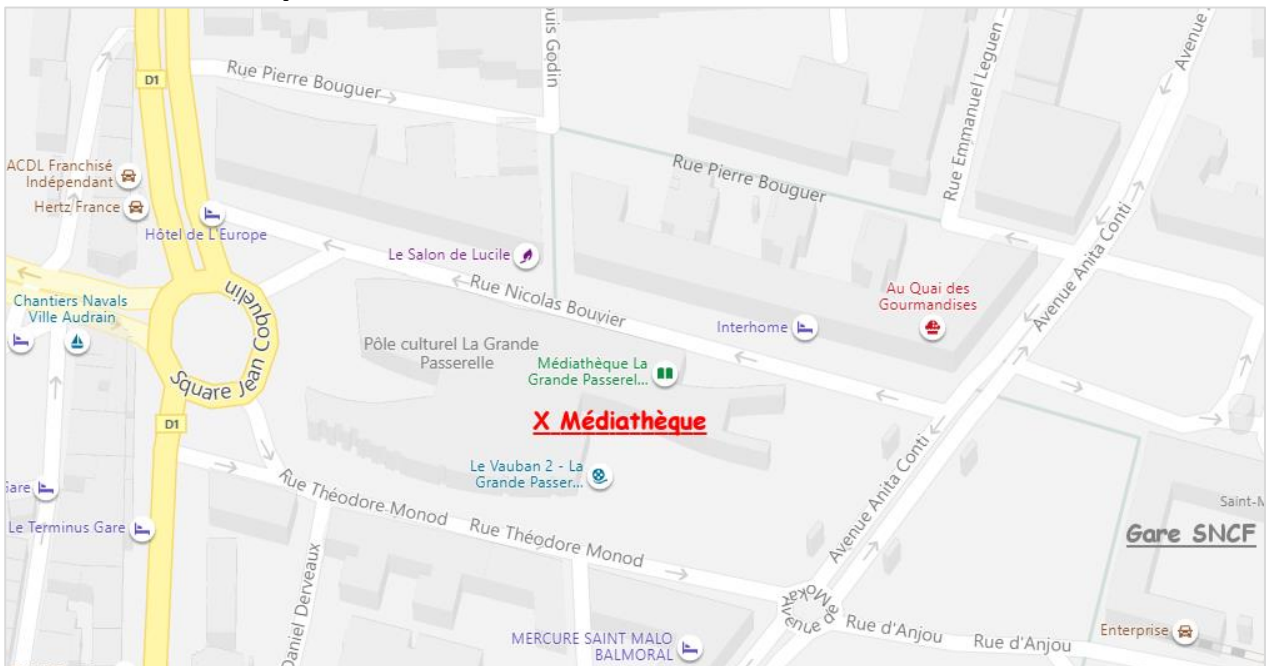 uis Godin
Rue Emmanuel Leguen
Avenue
D1
Rue Pierre Bouguer
Rue Pierre Bouguer
ACDL Franchisé
Indépendant
Hertz France
Hôtel de L'Europe
Le Salon de Lucile
Avenue Anita Conti
Rue Nicolas Bouvier
Au Quai des
Gourmandises
Chantiers Navals
Ville Audrain
Interhome
Square Jean Coquelin
Pôle culturel La Grande
Passerelle
Médiathèque La
Grande Passerel...
X Médiathèque
D1
Le Vauban 2 - La
Grande Passer...
Avenue Anita Conti
Gare
Saint-M
Rue Théodore Monod
Rue Théodore Monod
Le Terminus Gare
Gare SNCF
Daniel Derveaux
Avenue de Moka
Rue d'Anjou
Rue d'Anjou
Enterprise
MERCURE SAINT MALO
BALMORAL